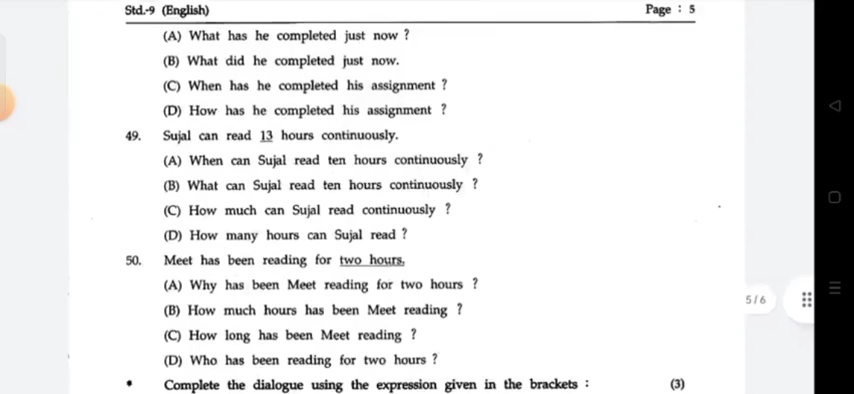 Std.-9 (English) Page : 5
(A) What has he completed just now ?
(B) What did he completed just now.
(C) When has he completed his assignment ?
(D) How has he completed his assignment ?
49. Sujal can read 13 hours continuously.
(A) When can Sujal read ten hours continuously ?
(B) What can Sujal read ten hours continuously ?
(C) How much can Sujal read continuously ?
(D) How many hours can Sujal read ?
50. Meet has been reading for two hours.
(A) Why has been Meet reading for two hours ?
(B) How much hours has been Meet reading ?
(C) How long has been Meet reading ?
(D) Who has been reading for two hours ?
5/6
• Complete the dialogue using the expression given in the brackets : (3)